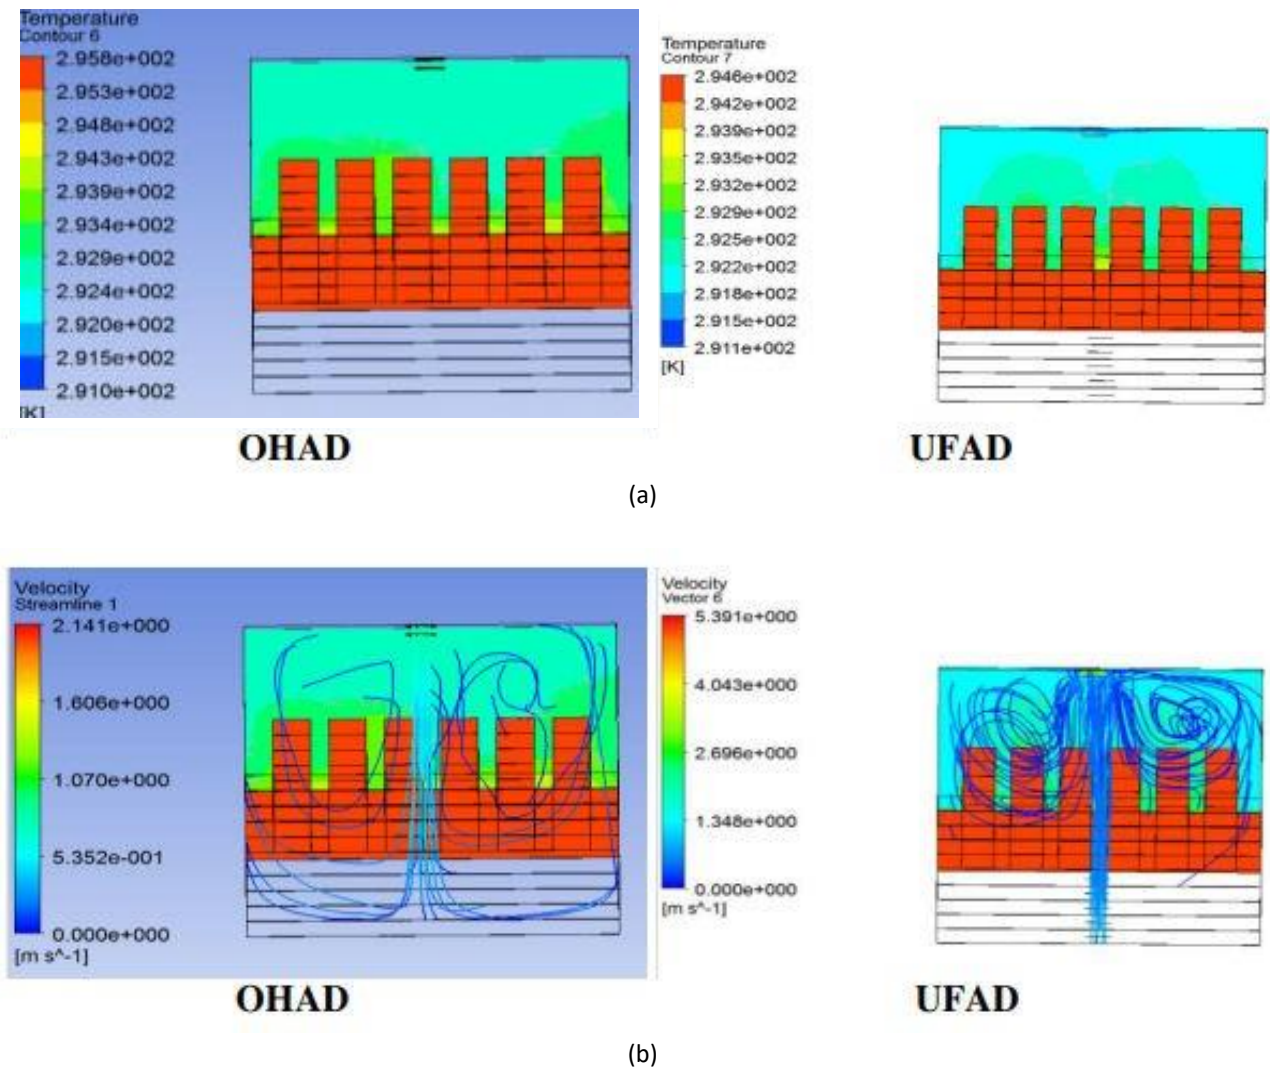 Temperature
Contour 6
2.958e+002
2.953e+002
2.948e+002
2.943e+002
2.939e+002
2.934e+002
2.929e+002
2.924e+002
2.920e+002
2.915e+002
2.910e+002
[K]
OHAD
Temperature
Contour 7
2.946e+002
2.942e+002
2.939e+002
2.935e+002
2.932e+002
2.929e+002
2.925e+002
2.922e+002
2.918e+002
2.915e+002
2.911e+002
[K]
UFAD
(a)
Velocity
Streamline 1
2.141e+000
1.606e+000
1.070e+000
5.352e-001
0.000e+000
[m s^-1]
OHAD
Velocity
Vector 6
5.391e+000
4.043e+000
2.696e+000
1.348e+000
0.000e+000
[m s^-1]
UFAD
(b)